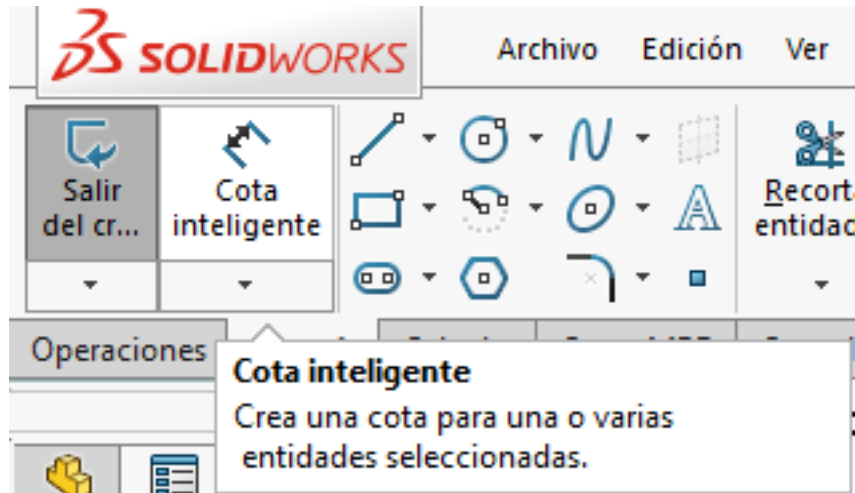 SOLIDWORKS
Archivo Edición Ver
Salir
del cr...
Cota
inteligente
Recorta
entidad
Operaciones
Cota inteligente
Crea una cota para una o varias
entidades seleccionadas.